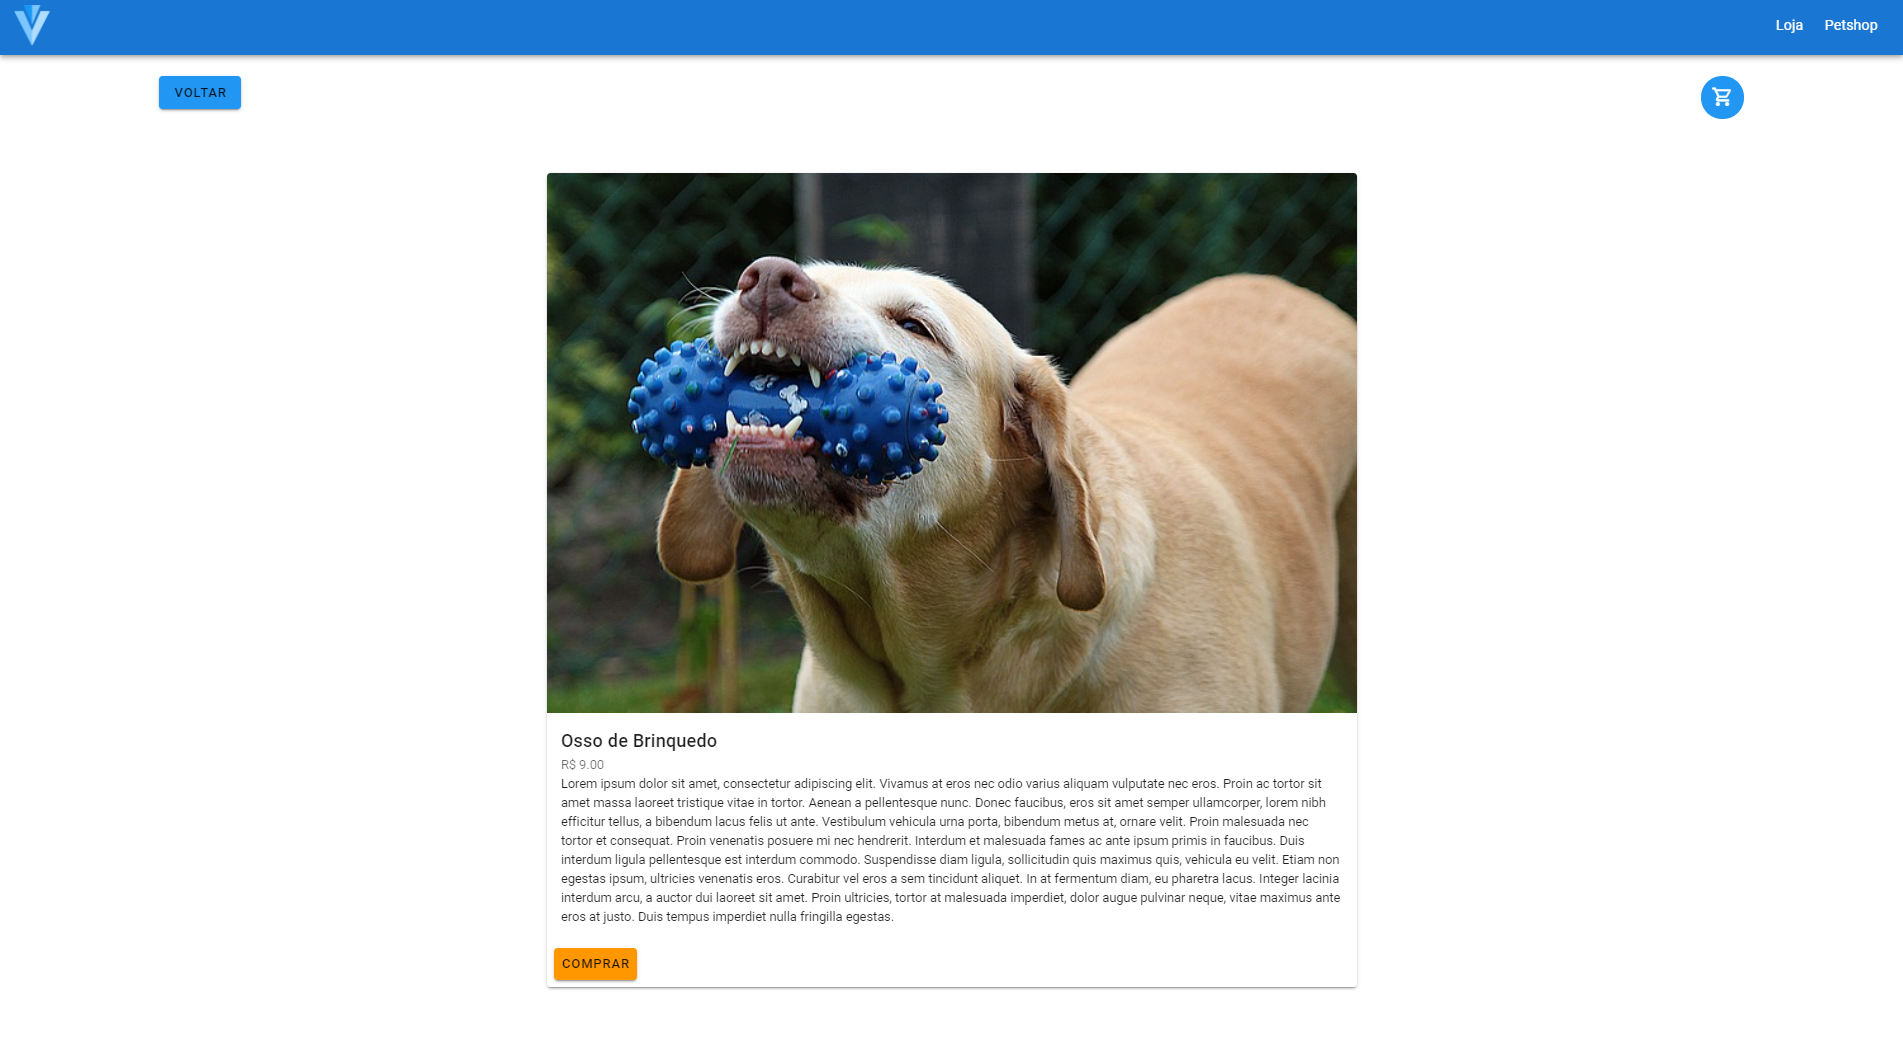 Loja Petshop
VOLTAR
Osso de Brinquedo
R$ 9.00
Lorem ipsum dolor sit amet, consectetur adipiscing elit. Vivamus at eros nec odio varius aliquam vulputate nec eros. Proin ac tortor sit
amet massa laoreet tristique vitae in tortor. Aenean a pellentesque nunc. Donec faucibus, eros sit amet semper ullamcorper, lorem nibh
efficitur tellus, a bibendum lacus felis ut ante. Vestibulum vehicula urna porta, bibendum metus at, ornare velit. Proin malesuada nec
tortor et consequat. Proin venenatis posuere mi nec hendrerit. Interdum et malesuada fames ac ante ipsum primis in faucibus. Duis
interdum ligula pellentesque est interdum commodo. Suspendisse diam ligula, sollicitudin quis maximus quis, vehicula eu velit. Etiam non
egestas ipsum, ultricies venenatis eros. Curabitur vel eros a sem tincidunt aliquet. In at fermentum diam, eu pharetra lacus. Integer lacinia
interdum arcu, a auctor dui laoreet sit amet. Proin ultricies, tortor at malesuada imperdiet, dolor augue pulvinar neque, vitae maximus ante
eros at justo. Duis tempus imperdiet nulla fringilla egestas.
COMPRAR